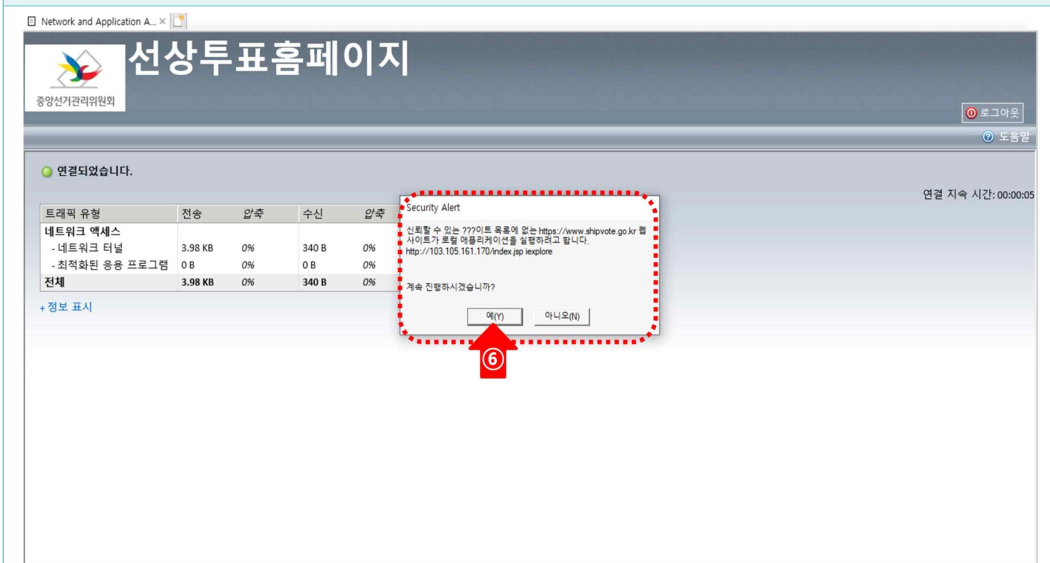 Network and Application A... ×
선상투표홈페이지
중앙선거관리위원회
로그아웃
도움말
연결되었습니다.
연결 지속 시간: 00:00:05
트래픽 유형 전송 압축 수신 압축
네트워크 액세스
- 네트워크 터널 3.98 KB 0% 340 B 0%
- 최적화된 응용 프로그램 0 B 0% 0 B 0%
전체 3.98 KB 0% 340 B 0%
+ 정보 표시
Security Alert
신뢰할 수 있는 ???이트 목록에 없는 https://www.shipvote.go.kr 웹
사이트가 로컬 애플리케이션을 실행하려고 합니다.
http://103.105.161.170/index.jsp iexplore
계속 진행하시겠습니까?
예(Y) 아니오(N)
⑥